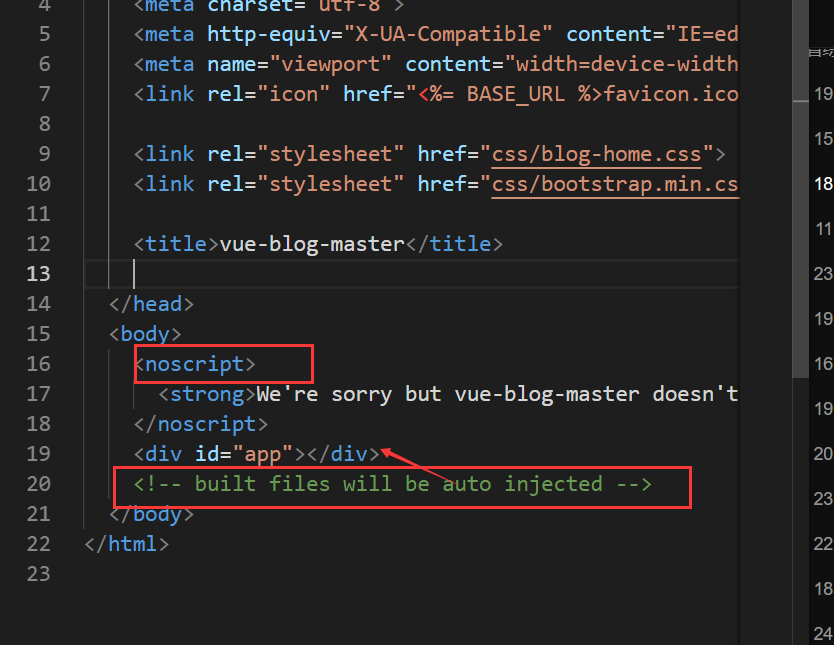 4 <meta charset="utf-8">
5 <meta http-equiv="X-UA-Compatible" content="IE=ed
6 <meta name="viewport" content="width=device-width
7 <link rel="icon" href="<%= BASE_URL %>favicon.ico
8
9 <link rel="stylesheet" href="css/blog-home.css">
10 <link rel="stylesheet" href="css/bootstrap.min.cs
11
12 <title>vue-blog-master</title>
13
14 </head>
15 <body>
16 <noscript>
17 <strong>We're sorry but vue-blog-master doesn't
18 </noscript>
19 <div id="app"></div>
20 <!-- built files will be auto injected -->
21 </body>
22 </html>
23
19
15
18
11
23
19
16
19
20
23
22
18
24